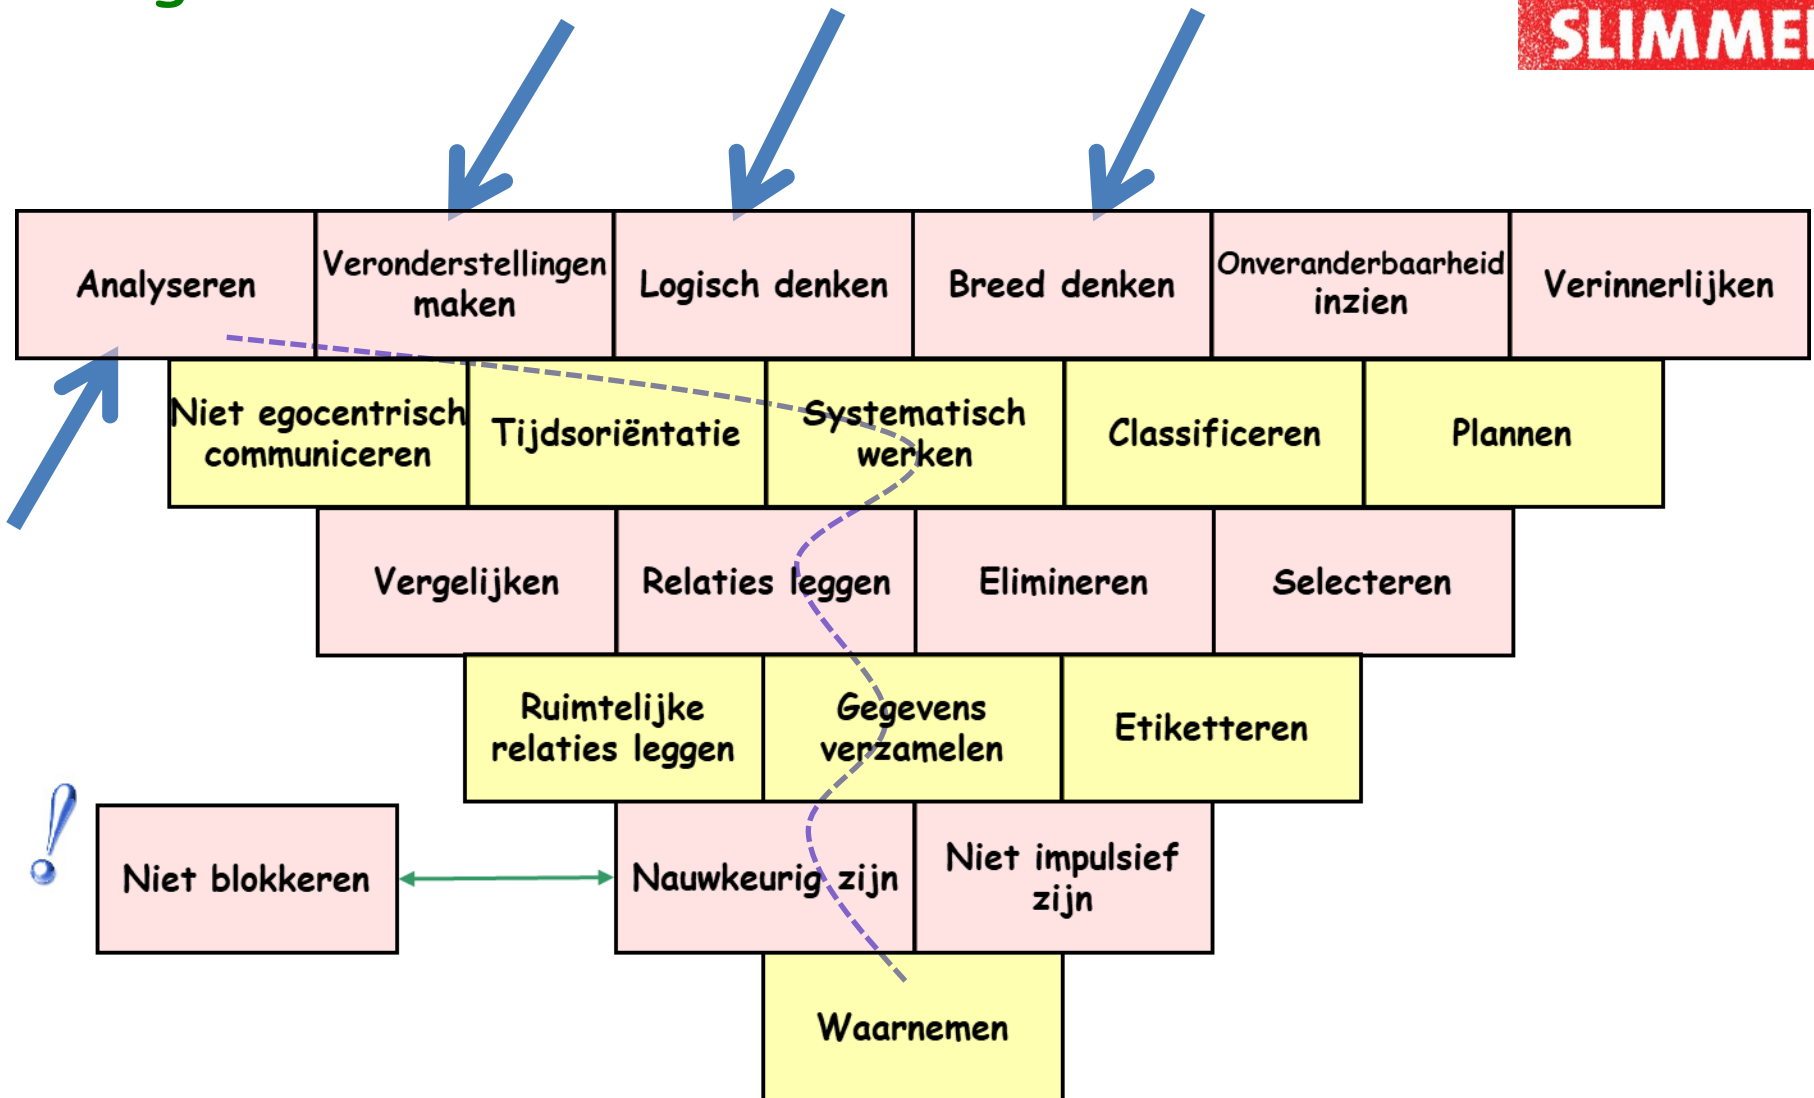 Analyseren
Veronderstellingen
maken
Logisch denken
Breed denken
Onveranderbaarheid
inzien
Verinnerlijken
Niet egocentrisch
communiceren
Tijdsoriëntatie
Systematisch
werken
Classificeren
Plannen
Vergelijken
Relaties leggen
Elimineren
Selecteren
Ruimtelijke
relaties leggen
Gegevens
verzamelen
Etiketteren
!
Niet blokkeren
Nauwkeurig zijn
Niet impulsief
zijn
Waarnemen